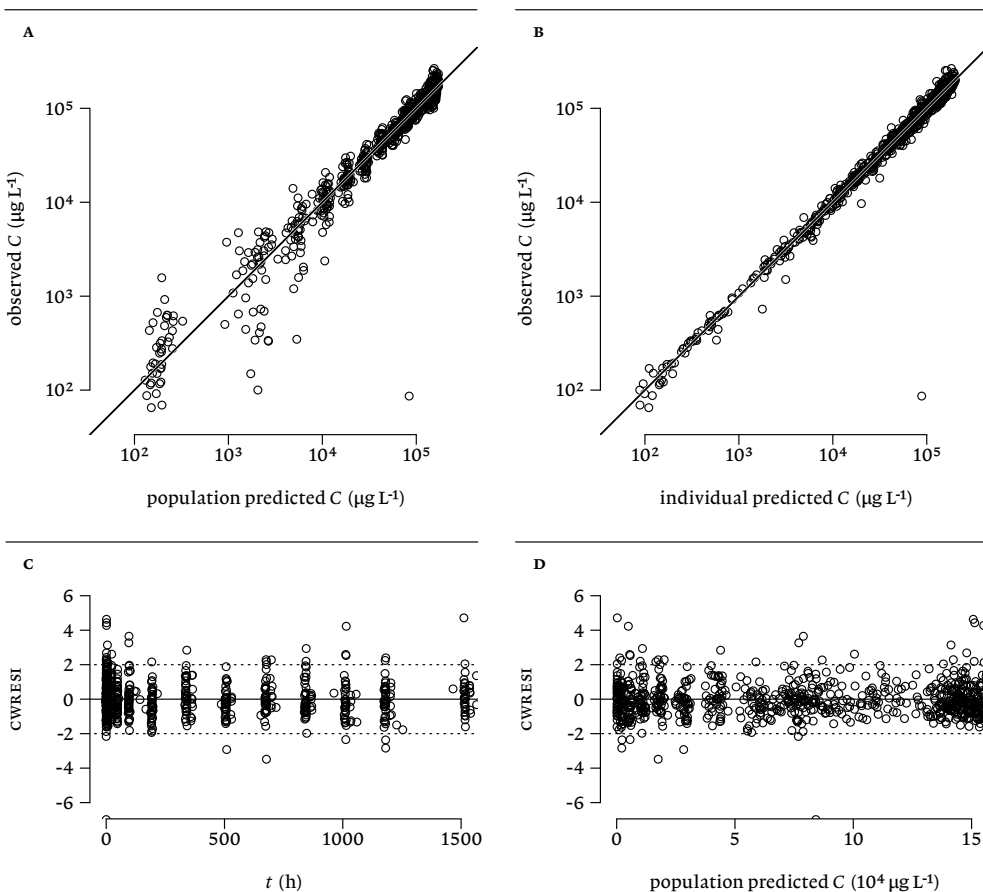 A
observed C (µg L⁻¹)
10⁵
10⁴
10³
10²
10² 10³ 10⁴ 10⁵
population predicted C (µg L⁻¹)
B
observed C (µg L⁻¹)
10⁵
10⁴
10³
10²
10² 10³ 10⁴ 10⁵
individual predicted C (µg L⁻¹)
C
CWRESI
6
4
2
0
-2
-4
-6
0 500 1000 1500
t (h)
D
CWRESI
6
4
2
0
-2
-4
-6
0 5 10 15
population predicted C (10⁴ µg L⁻¹)